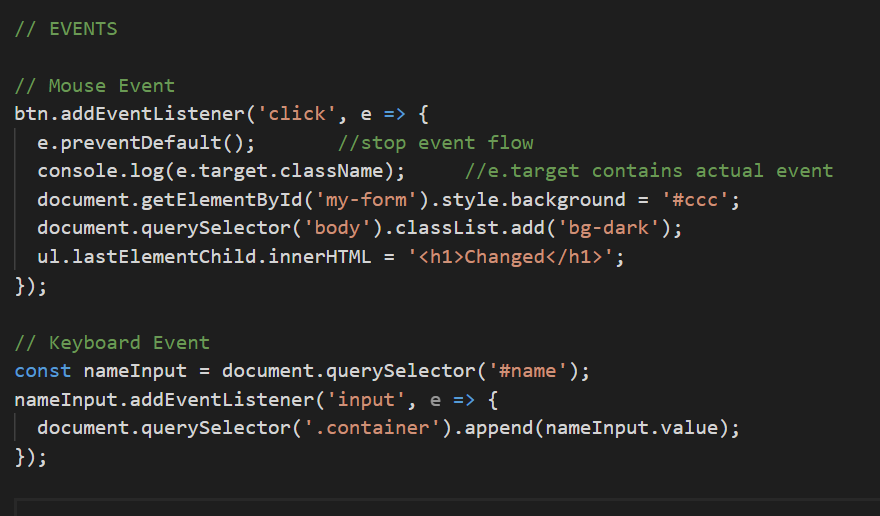 // EVENTS
// Mouse Event
btn.addEventListener('click', e => {
e.preventDefault();       //stop event flow
console.log(e.target.className);     //e.target contains actual event
document.getElementById('my-form').style.background = '#ccc';
document.querySelector('body').classList.add('bg-dark');
ul.lastElementChild.innerHTML = '<h1>Changed</h1>';
});
// Keyboard Event
const nameInput = document.querySelector('#name');
nameInput.addEventListener('input', e => {
document.querySelector('.container').append(nameInput.value);
});